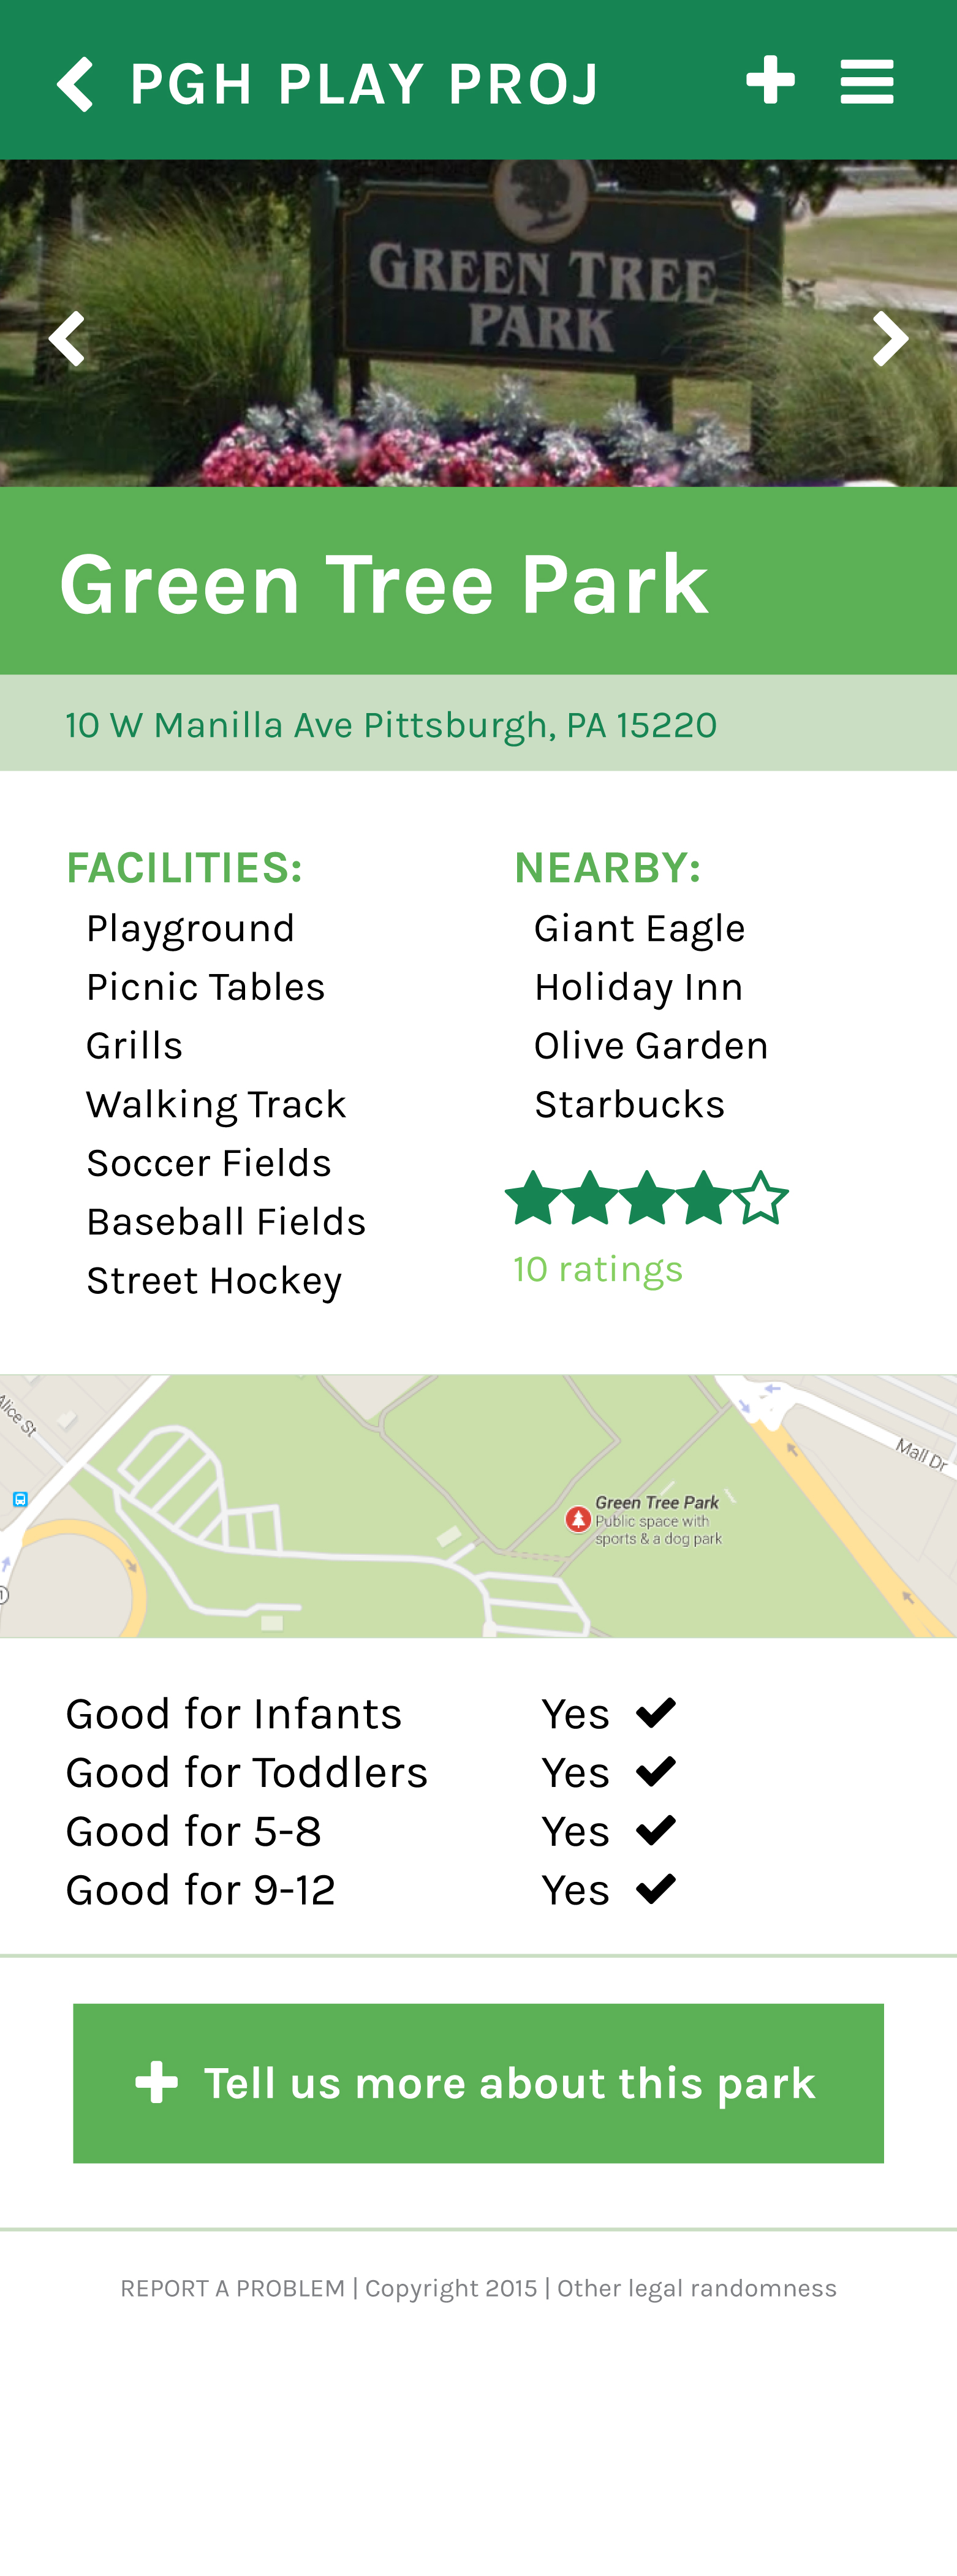 PGH PLAY PROJ
GREEN TREE
PARK
Green Tree Park
10 W Manilla Ave Pittsburgh, PA 15220
FACILITIES:
Playground
Picnic Tables
Grills
Walking Track
Soccer Fields
Baseball Fields
Street Hockey
NEARBY:
Giant Eagle
Holiday Inn
Olive Garden
Starbucks
10 ratings
Alice St
Mall Dr
Green Tree Park
Public space with
sports & a dog park
Good for Infants Yes
Good for Toddlers Yes
Good for 5-8 Yes
Good for 9-12 Yes
Tell us more about this park
REPORT A PROBLEM | Copyright 2015 | Other legal randomness